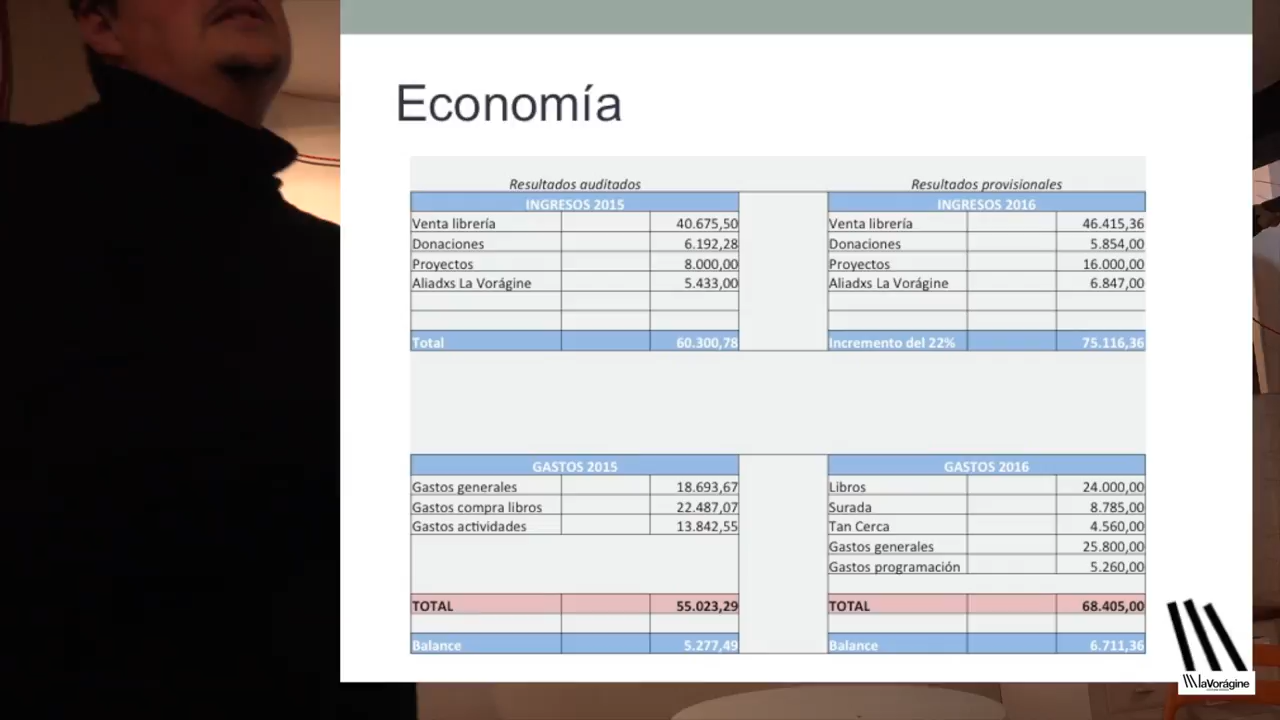 Economía
Resultados auditados
INGRESOS 2015
Venta librería 40.675,50
Donaciones 6.192,28
Proyectos 8.000,00
Aliadxs La Vorágine 5.433,00
Total 60.300,78
Resultados provisionales
INGRESOS 2016
Venta librería 46.415,36
Donaciones 5.854,00
Proyectos 16.000,00
Aliadxs La Vorágine 6.847,00
Incremento del 22% 75.116,36
GASTOS 2015
Gastos generales 18.693,67
Gastos compra libros 22.487,07
Gastos actividades 13.842,55
TOTAL 55.023,29
Balance 5.277,49
GASTOS 2016
Libros 24.000,00
Surada 8.785,00
Tan Cerca 4.560,00
Gastos generales 25.800,00
Gastos programación 5.260,00
TOTAL 68.405,00
Balance 6.711,36
laVorágine